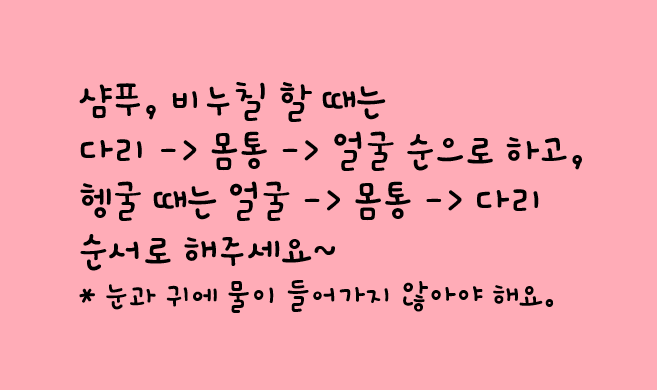 샴푸, 비누칠 할 때는
다리 -> 몸통 -> 얼굴 순으로 하고,
헹굴 때는 얼굴 -> 몸통 -> 다리
순서로 해주세요~
* 눈과 귀에 물이 들어가지 않아야 해요.